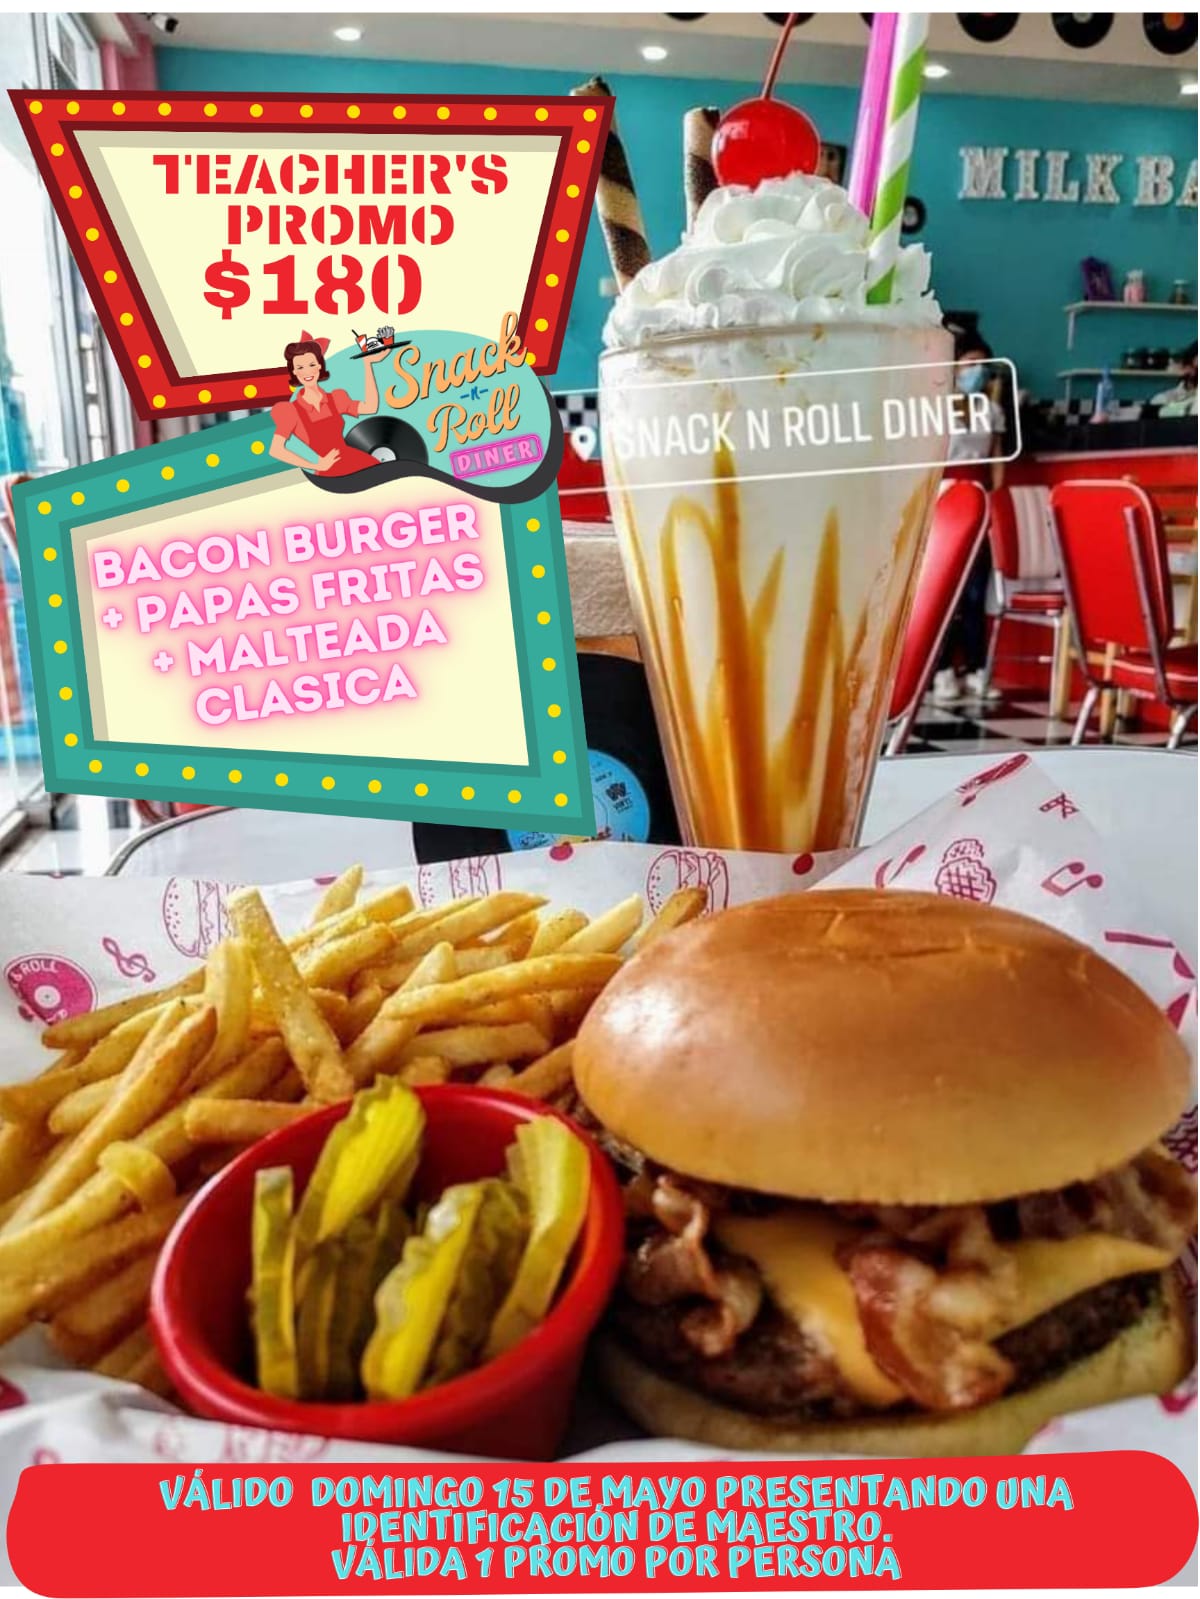 TEACHER'S
PROMO
$180
Snack
-N-
Roll
DINER
BACON BURGER
+ PAPAS FRITAS
+ MALTEADA
CLASICA
SNACK N ROLL DINER
MILK BA
& ROLL
VÁLIDO DOMINGO 15 DE MAYO PRESENTANDO UNA
IDENTIFICACIÓN DE MAESTRO.
VÁLIDA 1 PROMO POR PERSONA